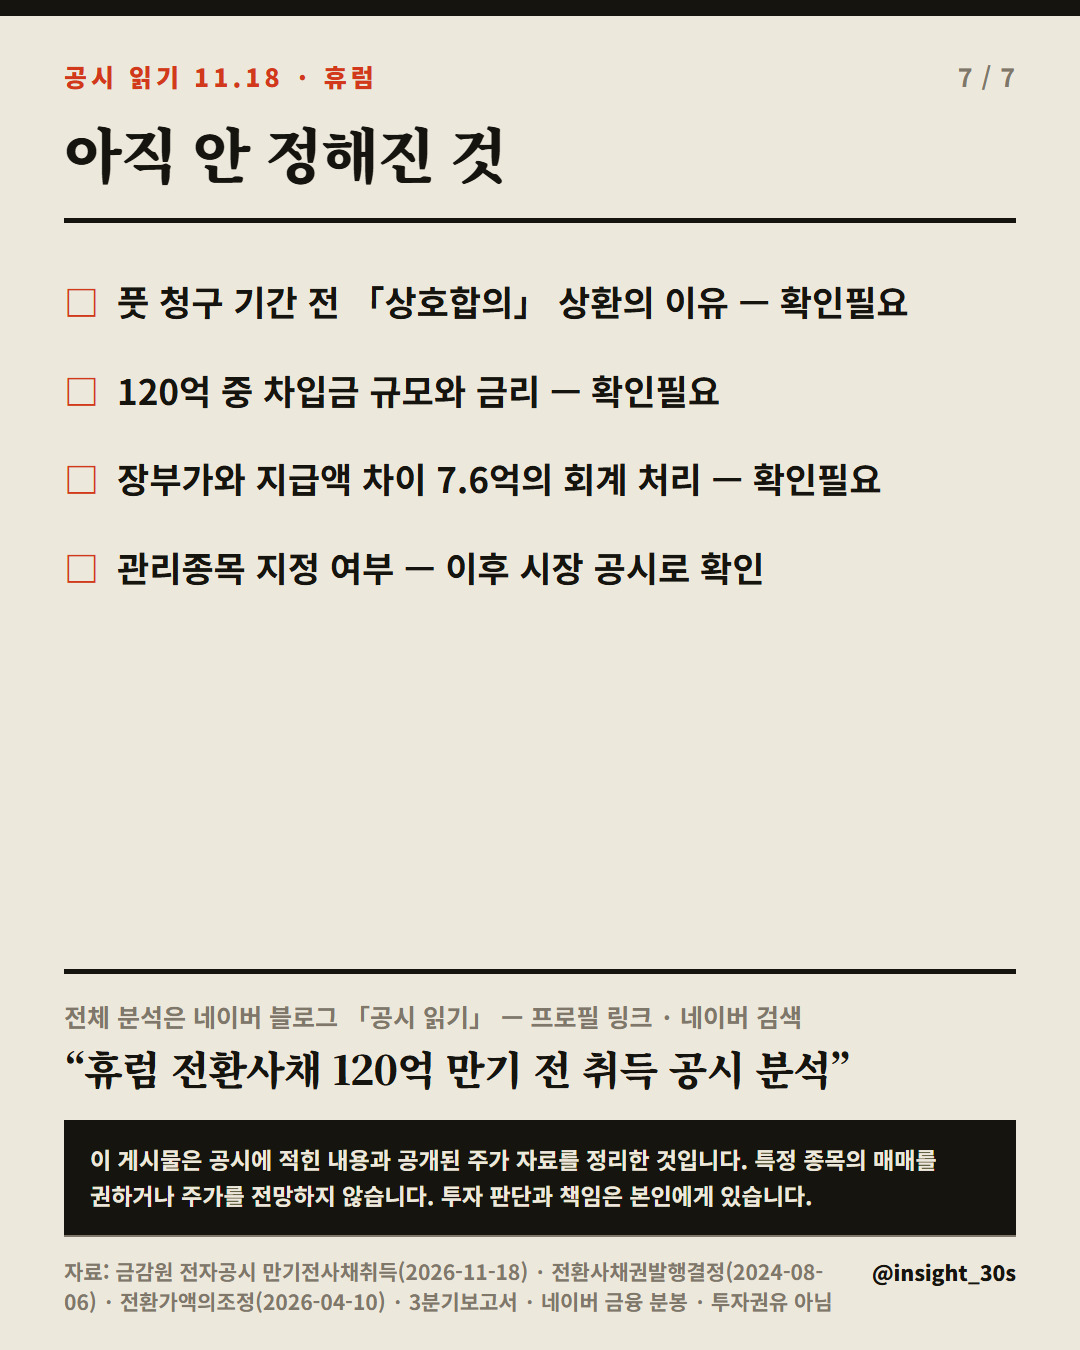 공시 읽기 11.18 · 휴럼
7 / 7
아직 안 정해진 것
□ 풋 청구 기간 전 「상호합의」 상환의 이유 — 확인필요
□ 120억 중 차입금 규모와 금리 — 확인필요
□ 장부가와 지급액 차이 7.6억의 회계 처리 — 확인필요
□ 관리종목 지정 여부 — 이후 시장 공시로 확인
전체 분석은 네이버 블로그 「공시 읽기」 — 프로필 링크 · 네이버 검색
“휴럼 전환사채 120억 만기 전 취득 공시 분석”
이 게시물은 공시에 적힌 내용과 공개된 주가 자료를 정리한 것입니다. 특정 종목의 매매를
권하거나 주가를 전망하지 않습니다. 투자 판단과 책임은 본인에게 있습니다.
자료: 금감원 전자공시 만기전사채취득(2026-11-18) · 전환사채권발행결정(2024-08-
06) · 전환가액의조정(2026-04-10) · 3분기보고서 · 네이버 금융 분봉 · 투자권유 아님
@insight_30s